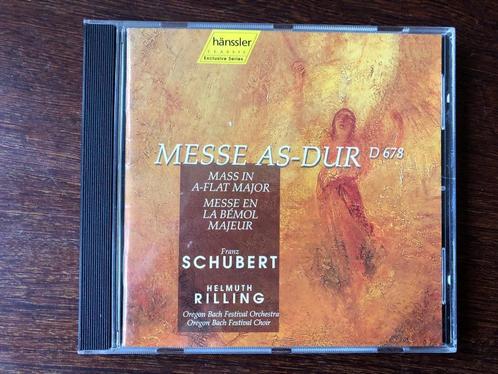 hänssler
CLASSIC
Exclusive Series
MESSE AS-DUR D 678
MASS IN
A-FLAT MAJOR
MESSE EN
LA BÉMOL
MAJEUR
Franz
SCHUBERT
HELMUTH
RILLING
Oregon Bach Festival Orchestra
Oregon Bach Festival Choir